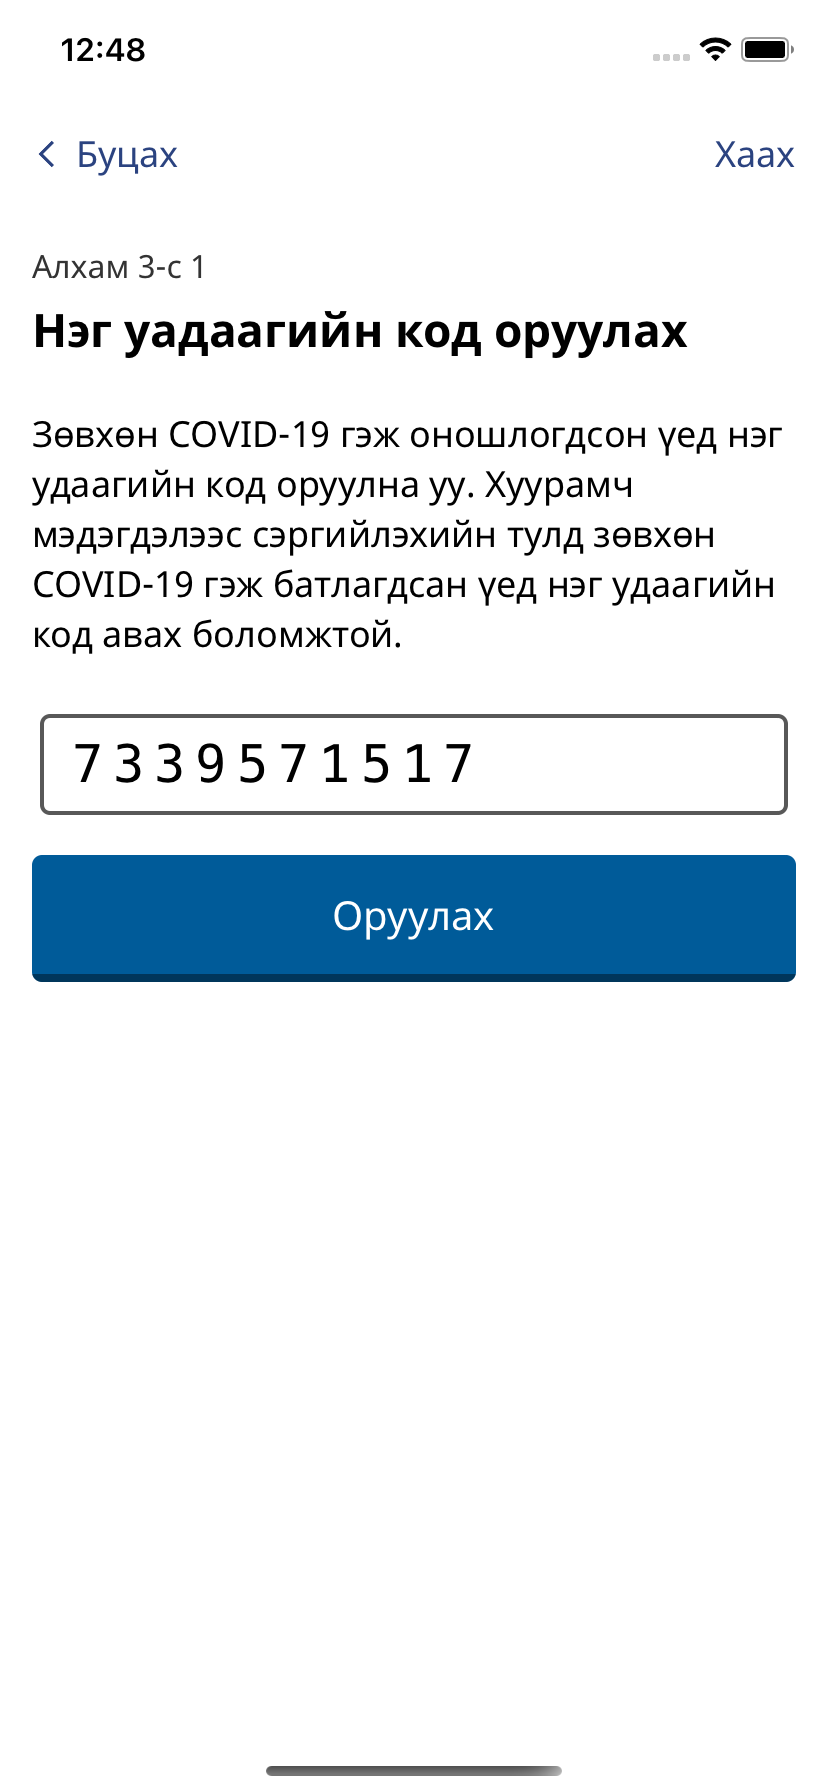 12:48
Буцах
Хаах
Алхам 3-с 1
Нэг уадаагийн код оруулах
Зөвхөн COVID-19 гэж оношлогдсон үед нэг
удаагийн код оруулна уу. Хуурамч
мэдэгдэлээс сэргийлэхийн тулд зөвхөн
COVID-19 гэж батлагдсан үед нэг удаагийн
код авах боломжтой.
7339571517
Оруулах